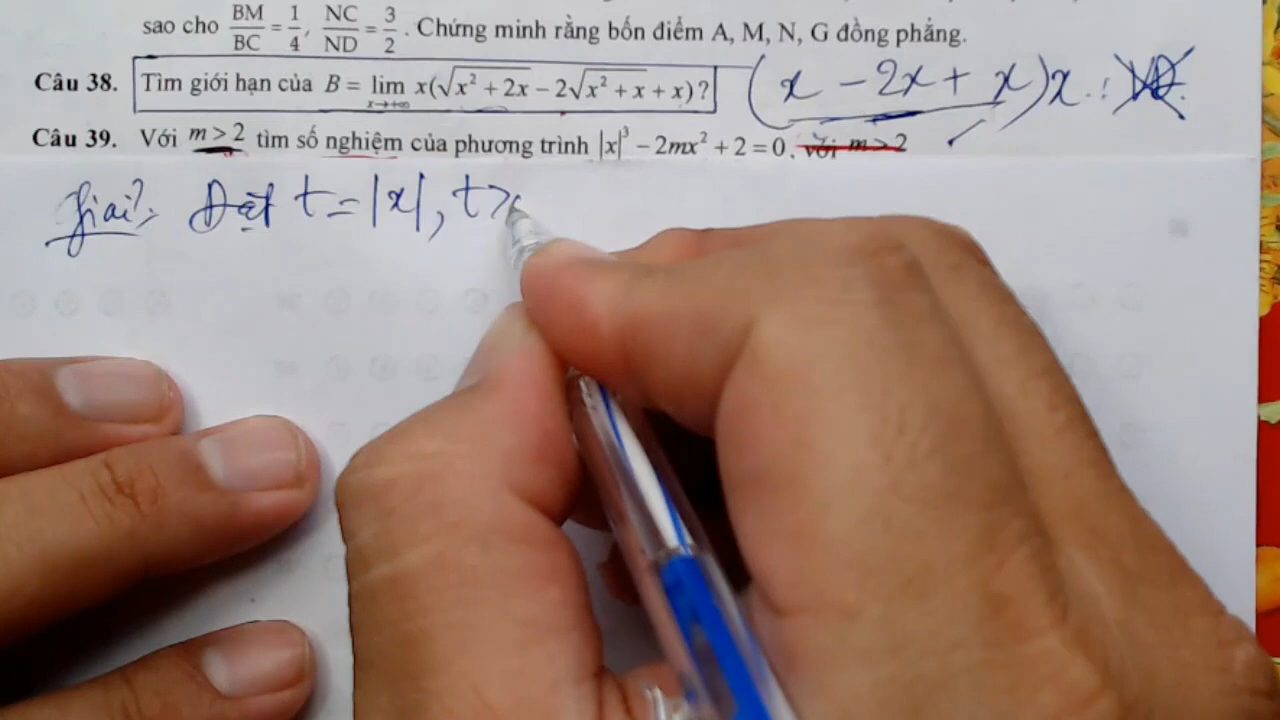 sao cho BM/BC = 1/4, NC/ND = 3/2. Chứng minh rằng bốn điểm A, M, N, G đồng phẳng.
Câu 38. Tìm giới hạn của B = lim x→+∞ x(√(x² + 2x) − 2√(x² + x) + x)? (x − 2x + x)x
Câu 39. Với m > 2 tìm số nghiệm của phương trình |x|³ − 2mx² + 2 = 0, với m > 2
Giải: Đặt t = |x|, t >